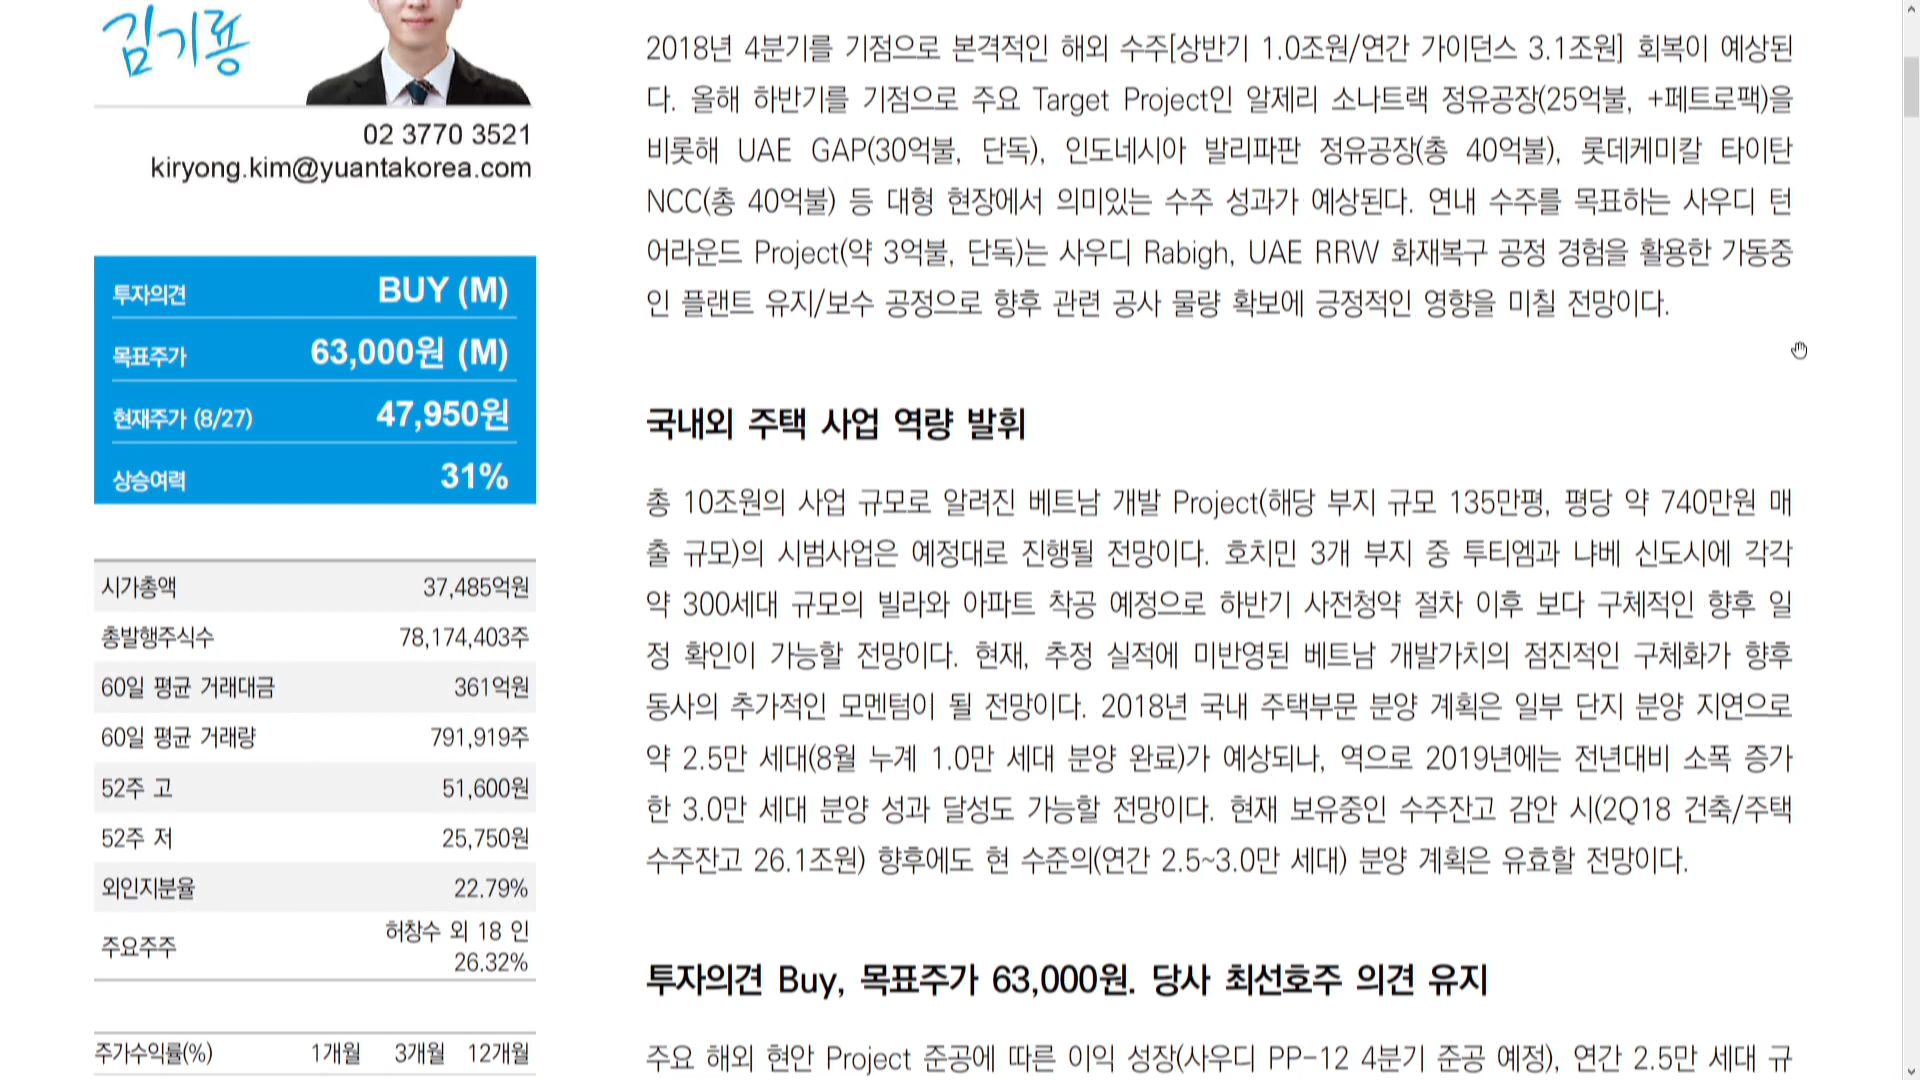 김기룡
02 3770 3521
kiryong.kim@yuantakorea.com
투자의견 BUY (M)
목표주가 63,000원 (M)
현재주가 (8/27) 47,950원
상승여력 31%
시가총액 37,485억원
총발행주식수 78,174,403주
60일 평균 거래대금 361억원
60일 평균 거래량 791,919주
52주 고 51,600원
52주 저 25,750원
외인지분율 22.79%
주요주주 허창수 외 18 인
26.32%
주가수익률(%) 1개월 3개월 12개월
2018년 4분기를 기점으로 본격적인 해외 수주[상반기 1.0조원/연간 가이던스 3.1조원] 회복이 예상된
다. 올해 하반기를 기점으로 주요 Target Project인 알제리 소나트랙 정유공장(25억불, +페트로팩)을
비롯해 UAE GAP(30억불, 단독), 인도네시아 발리파판 정유공장(총 40억불), 롯데케미칼 타이탄
NCC(총 40억불) 등 대형 현장에서 의미있는 수주 성과가 예상된다. 연내 수주를 목표하는 사우디 턴
어라운드 Project(약 3억불, 단독)는 사우디 Rabigh, UAE RRW 화재복구 공정 경험을 활용한 가동중
인 플랜트 유지/보수 공정으로 향후 관련 공사 물량 확보에 긍정적인 영향을 미칠 전망이다.
국내외 주택 사업 역량 발휘
총 10조원의 사업 규모로 알려진 베트남 개발 Project(해당 부지 규모 135만평, 평당 약 740만원 매
출 규모)의 시범사업은 예정대로 진행될 전망이다. 호치민 3개 부지 중 투티엠과 냐베 신도시에 각각
약 300세대 규모의 빌라와 아파트 착공 예정으로 하반기 사전청약 절차 이후 보다 구체적인 향후 일
정 확인이 가능할 전망이다. 현재, 추정 실적에 미반영된 베트남 개발가치의 점진적인 구체화가 향후
동사의 추가적인 모멘텀이 될 전망이다. 2018년 국내 주택부문 분양 계획은 일부 단지 분양 지연으로
약 2.5만 세대(8월 누계 1.0만 세대 분양 완료)가 예상되나, 역으로 2019년에는 전년대비 소폭 증가
한 3.0만 세대 분양 성과 달성도 가능할 전망이다. 현재 보유중인 수주잔고 감안 시(2Q18 건축/주택
수주잔고 26.1조원) 향후에도 현 수준의(연간 2.5~3.0만 세대) 분양 계획은 유효할 전망이다.
투자의견 Buy, 목표주가 63,000원. 당사 최선호주 의견 유지
주요 해외 현안 Project 준공에 따른 이익 성장(사우디 PP-12 4분기 준공 예정), 연간 2.5만 세대 규